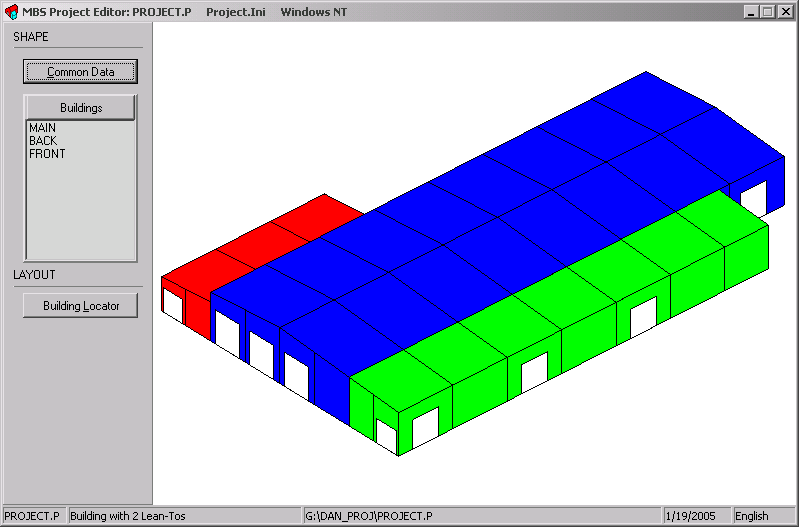 MBS Project Editor: PROJECT.P    Project.Ini    Windows NT
SHAPE
Common Data
Buildings
MAIN
BACK
FRONT
LAYOUT
Building Locator
PROJECT.P Building with 2 Lean-Tos G:\DAN_PROJ\PROJECT.P 1/19/2005 English